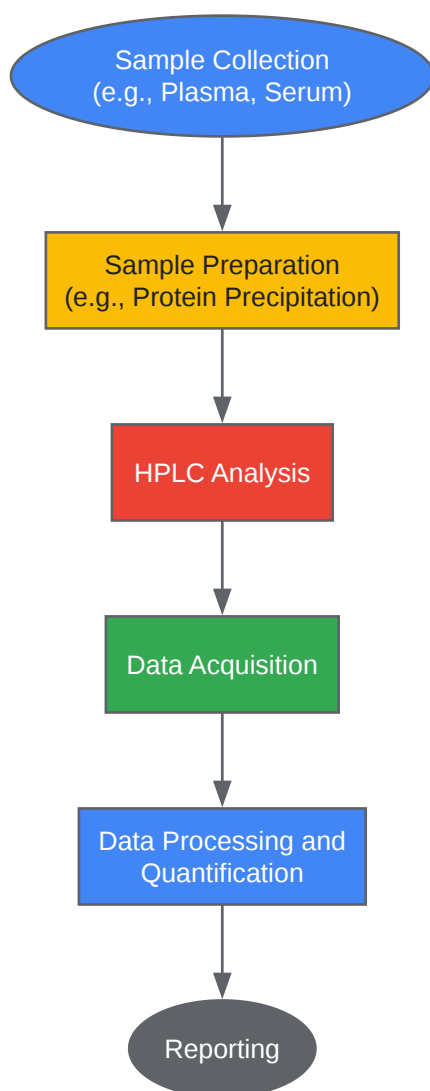 Sample Collection
(e.g., Plasma, Serum)
Sample Preparation
(e.g., Protein Precipitation)
HPLC Analysis
Data Acquisition
Data Processing and
Quantification
Reporting